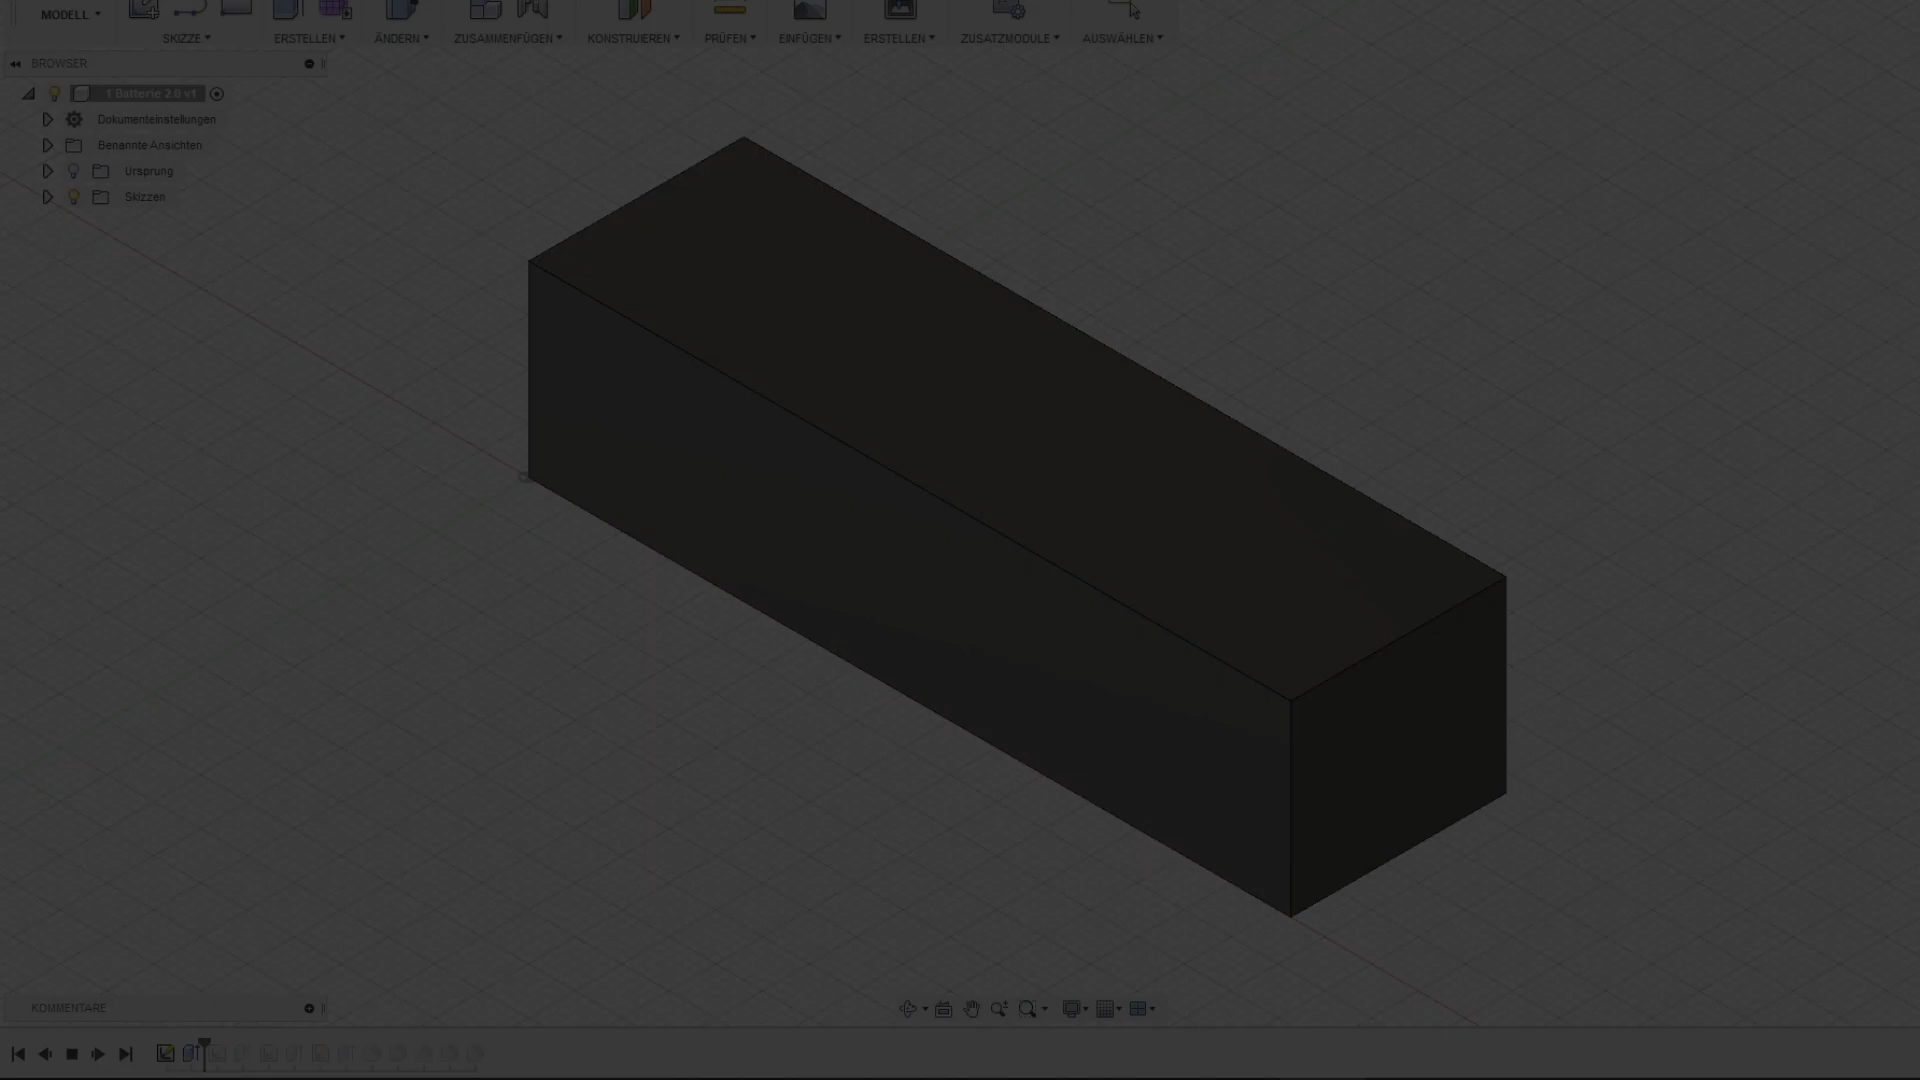 MODELL
SKIZZE
ERSTELLEN
ÄNDERN
ZUSAMMENFÜGEN
KONSTRUIEREN
PRÜFEN
EINFÜGEN
ERSTELLEN
ZUSATZMODULE
AUSWÄHLEN
BROWSER
1 Batterie 2.0 v1
Dokumenteinstellungen
Benannte Ansichten
Ursprung
Skizzen
KOMMENTARE